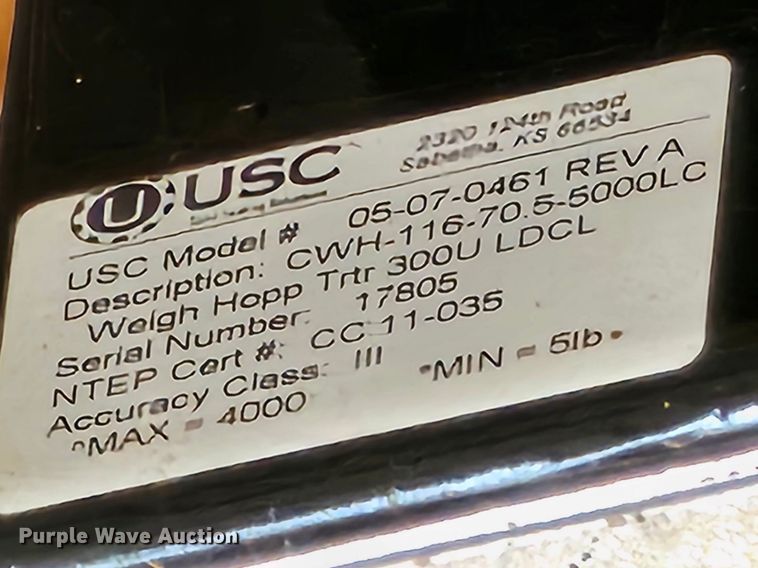 U USC
2320 124th Road
Sabetha, KS 66534
USC Model # 05-07-0461 REV A
Description: CWH-116-70.5-5000LC
Weigh Hopp Trtr 300U LDCL
Serial Number: 17805
NTEP Cert #: CC 11-035
Accuracy Class: III
"MAX = 4000 "MIN = 5lb"
Purple Wave Auction